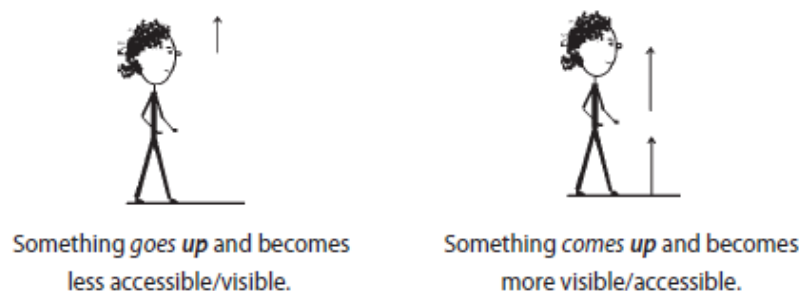 Something goes up and becomes
less accessible/visible.
Something comes up and becomes
more visible/accessible.